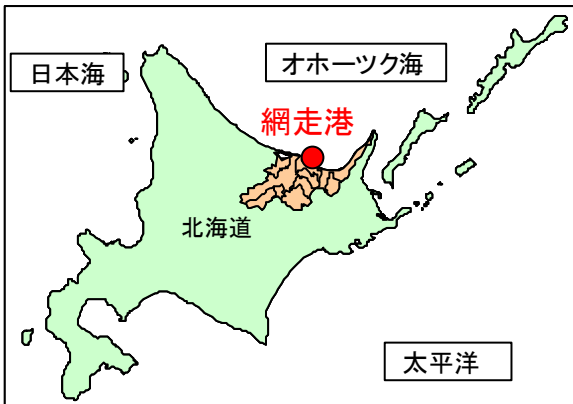 日本海
オホーツク海
網走港
北海道
太平洋